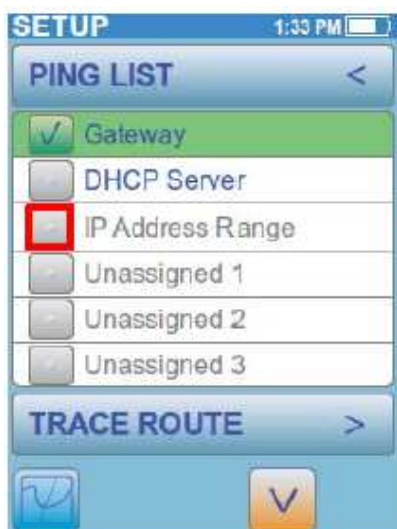 SETUP 1:33 PM
PING LIST <
Gateway
DHCP Server
IP Address Range
Unassigned 1
Unassigned 2
Unassigned 3
TRACE ROUTE >